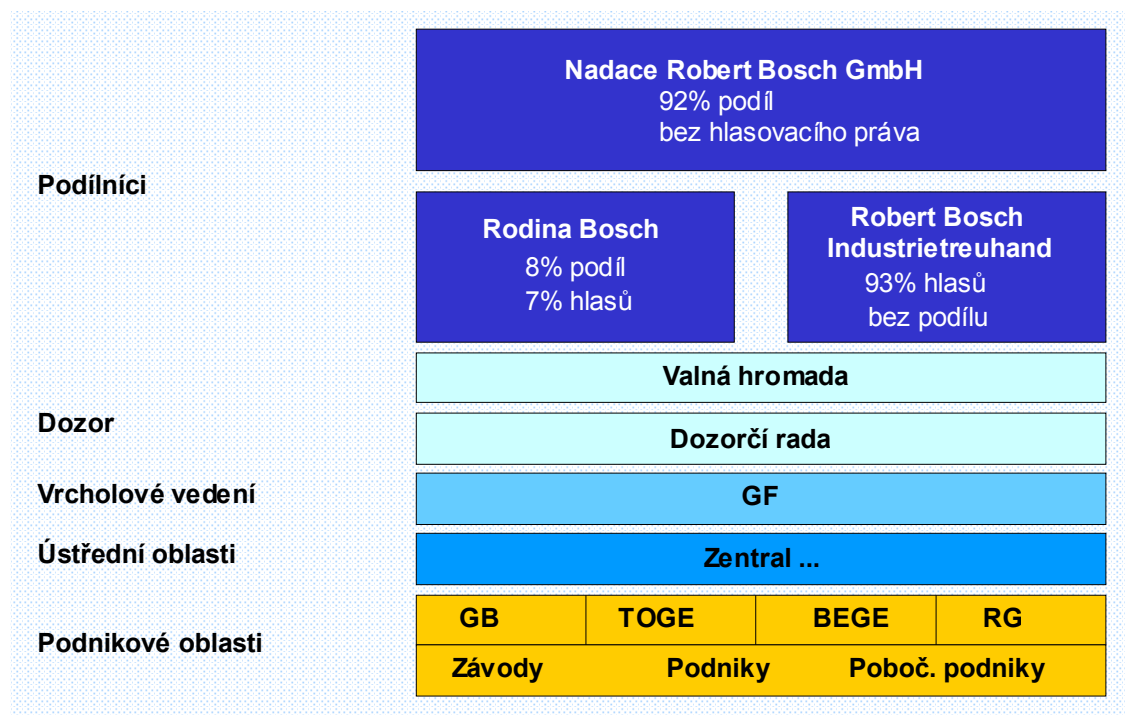 Nadace Robert Bosch GmbH
92% podíl
bez hlasovacího práva
Podílníci
Rodina Bosch
8% podíl
7% hlasů
Robert Bosch
Industrietreuhand
93% hlasů
bez podílu
Valná hromada
Dozor
Dozorčí rada
Vrcholové vedení
GF
Ústřední oblasti
Zentral ...
Podnikové oblasti
GB TOGE BEGE RG
Závody Podniky Poboč. podniky